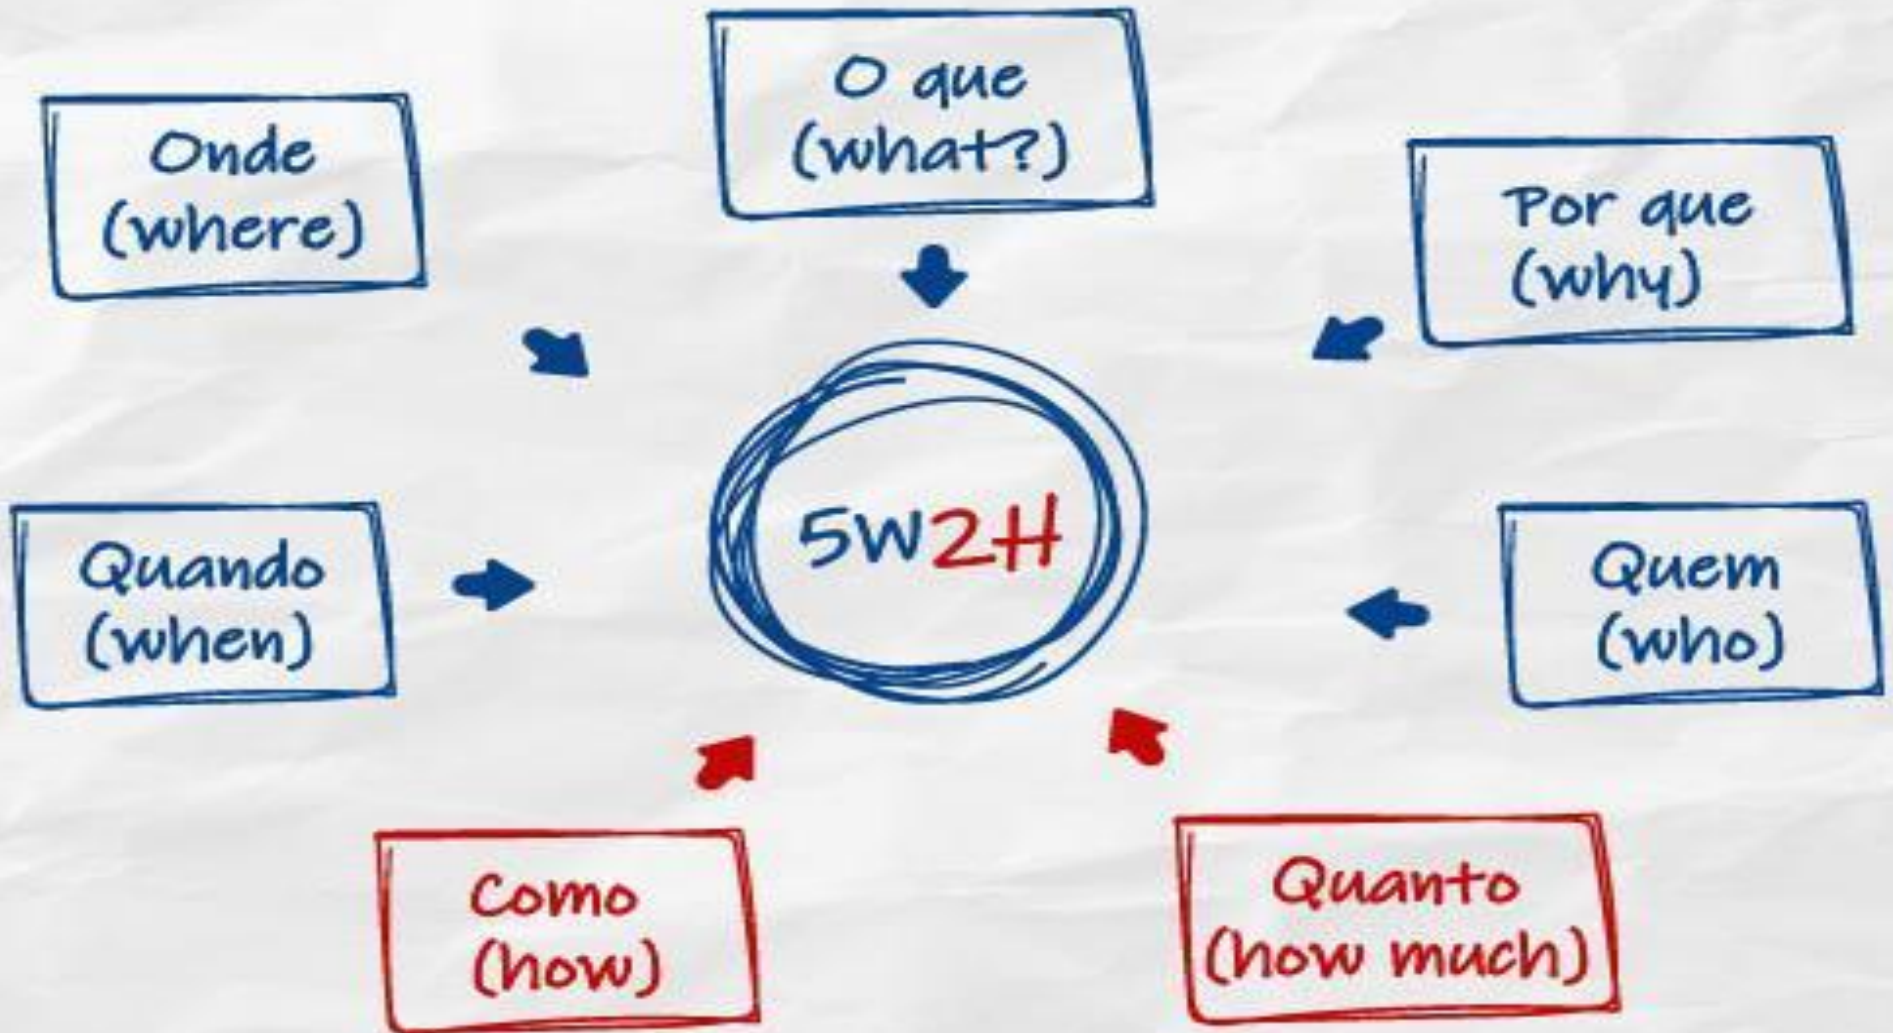 O que
(what?)
Onde
(where)
Por que
(why)
5W2H
Quando
(when)
Quem
(who)
Como
(how)
Quanto
(how much)